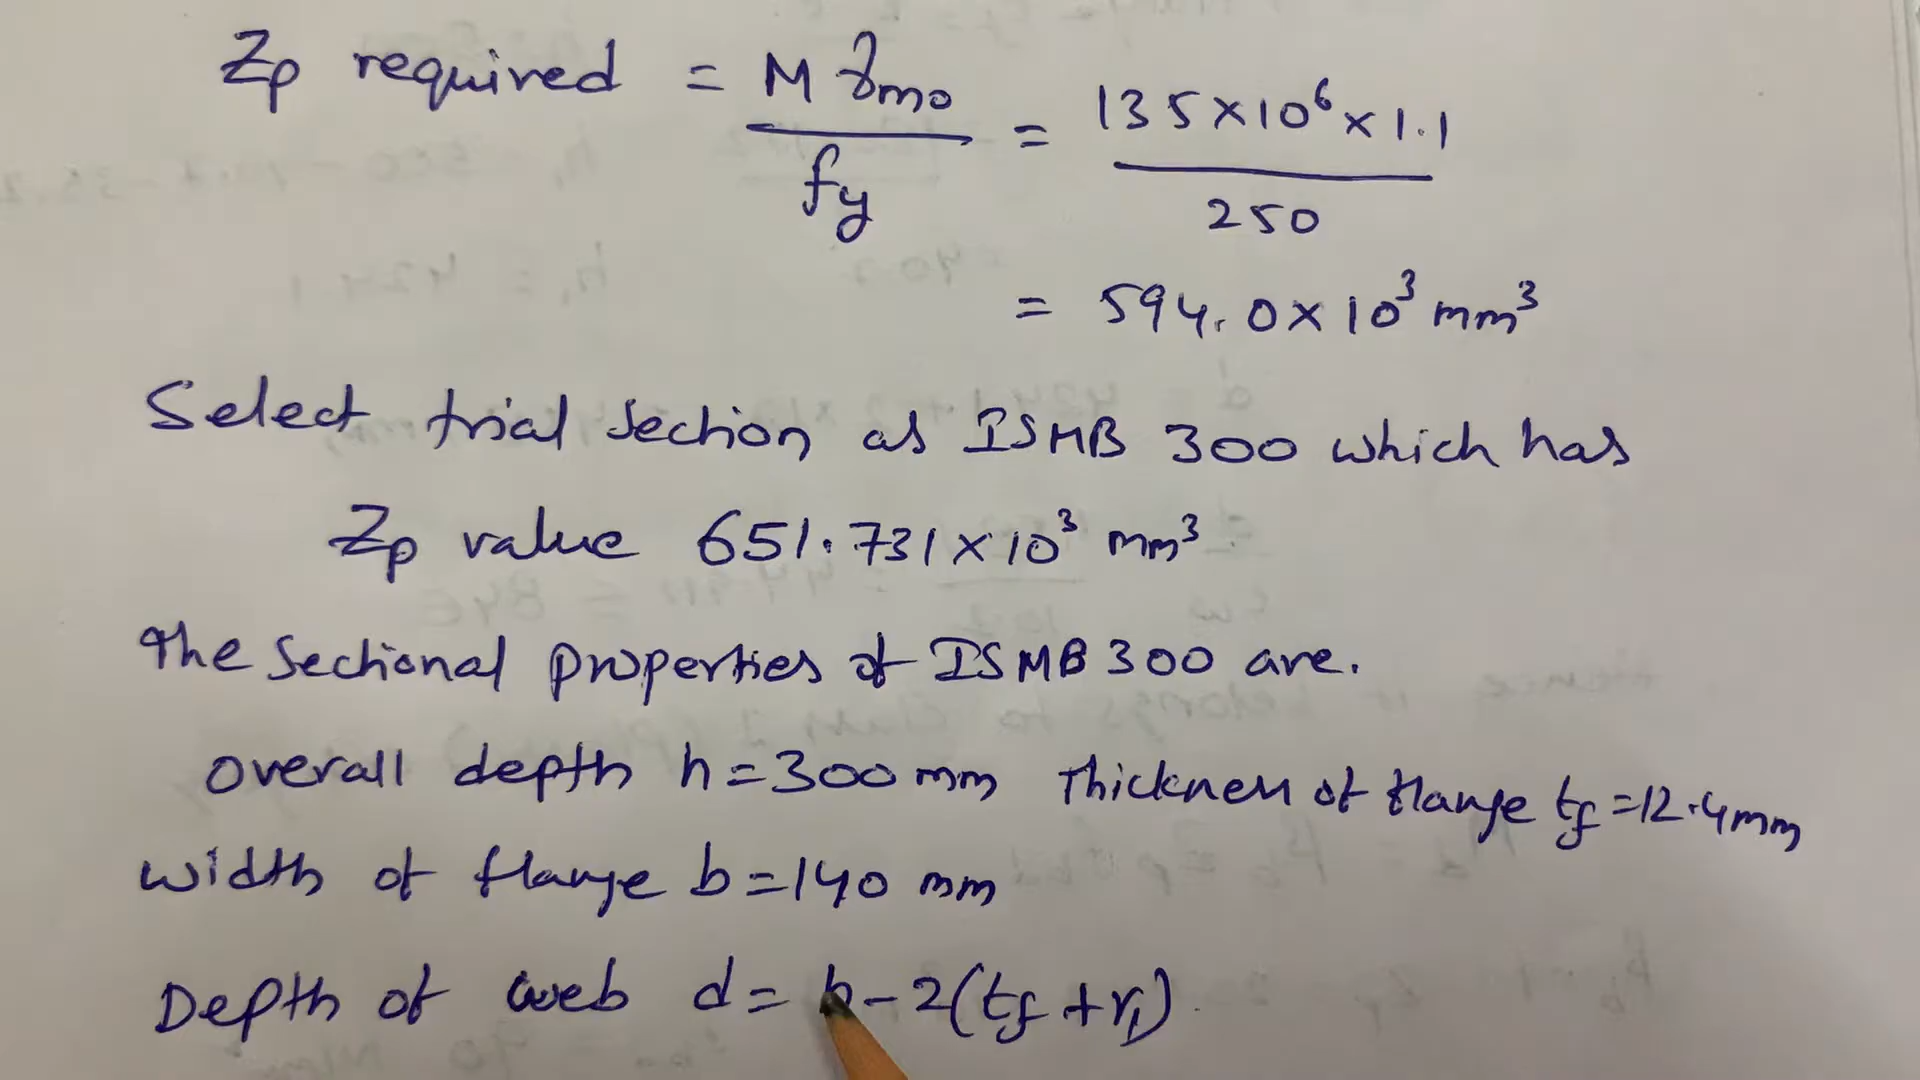 Zp required = M γmo / fy = 135×10⁶×1.1 / 250
= 594.0×10³ mm³
Select trial section as ISMB 300 which has
Zp value 651.731×10³ mm³
The Sectional properties of ISMB 300 are.
overall depth h=300 mm Thickness of flange tf=12.4mm
width of flange b=140 mm
Depth of web d= h-2(tf+r1)